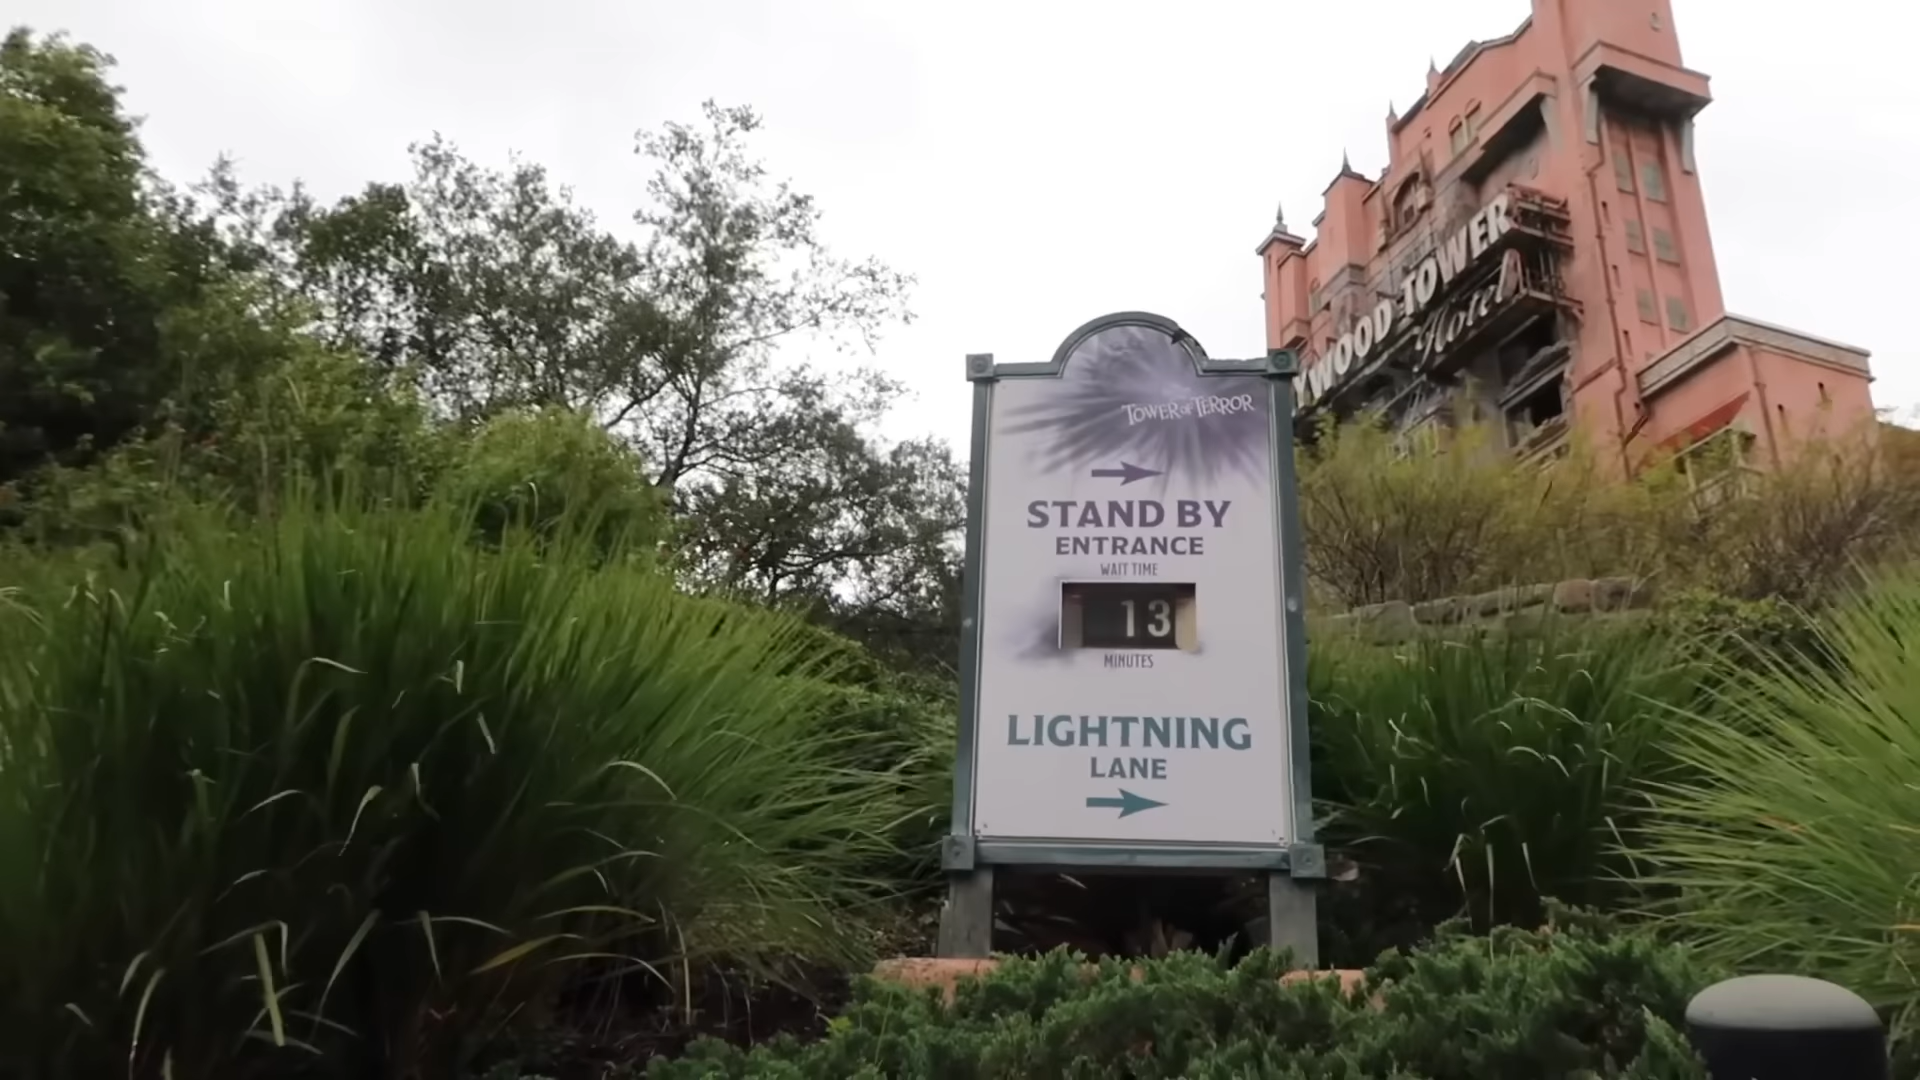 TOWER OF TERROR
STAND BY
ENTRANCE
WAIT TIME
13
MINUTES
LIGHTNING
LANE
YWOOD TOWER
Hotel